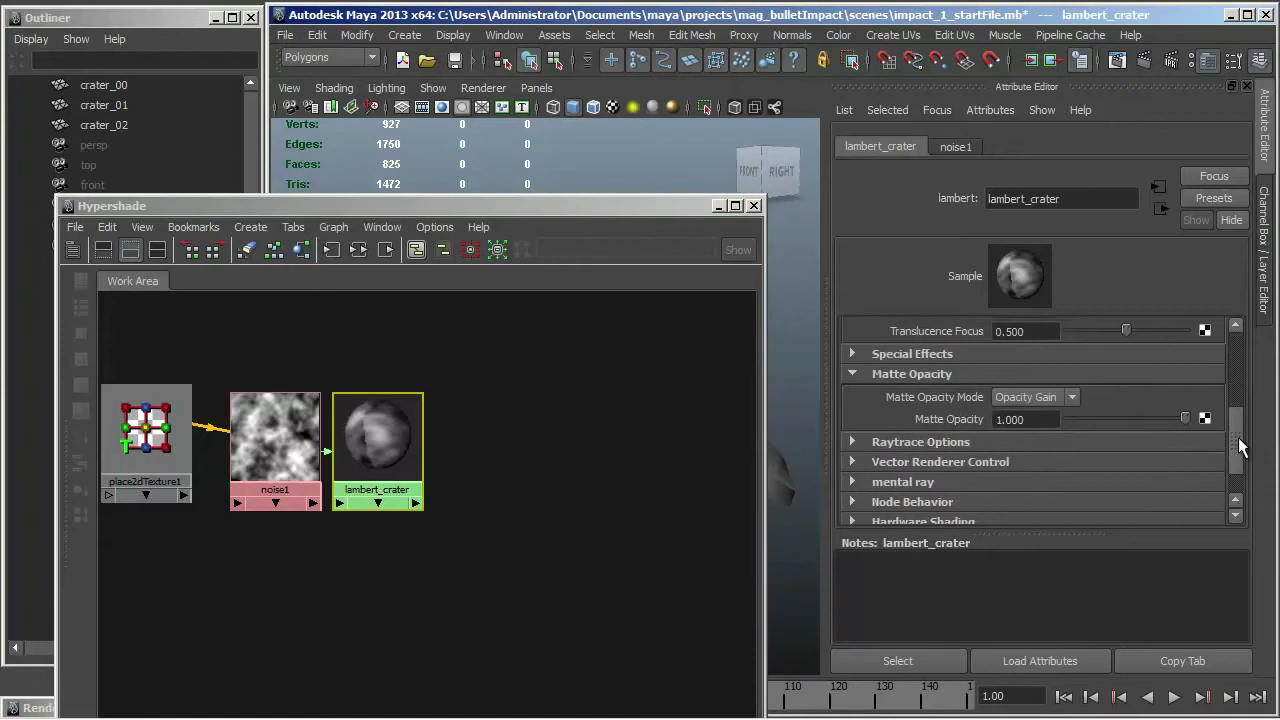 Outliner
Display Show Help
crater_00
crater_01
crater_02
persp
top
front
Autodesk Maya 2013 x64: C:\Users\Administrator\Documents\maya\projects\mag_bulletImpact\scenes\impact_1_startFile.mb* --- lambert_crater
File Edit Modify Create Display Window Assets Select Mesh Edit Mesh Proxy Normals Color Create UVs Edit UVs Muscle Pipeline Cache
Polygons
View Shading Lighting Show Renderer Panels
Verts: 927 0 0
Edges: 1750 0 0
Faces: 825 0 0
Tris: 1472 0 0
FRONT RIGHT
Hypershade
File Edit View Bookmarks Create Tabs Graph Window Options Help
Show
Work Area
place2dTexture1
noise1
lambert_crater
Attribute Editor
List Selected Focus Attributes Show Help
lambert_crater noise1
Focus
lambert: lambert_crater
Presets
Show Hide
Sample
Translucence Focus 0.500
Special Effects
Matte Opacity
Matte Opacity Mode Opacity Gain
Matte Opacity 1.000
Raytrace Options
Vector Renderer Control
mental ray
Node Behavior
Hardware Shading
Notes: lambert_crater
Select Load Attributes Copy Tab
110 120 130 140 1
1.00
Attribute Editor
Channel Box / Layer Editor
Rend